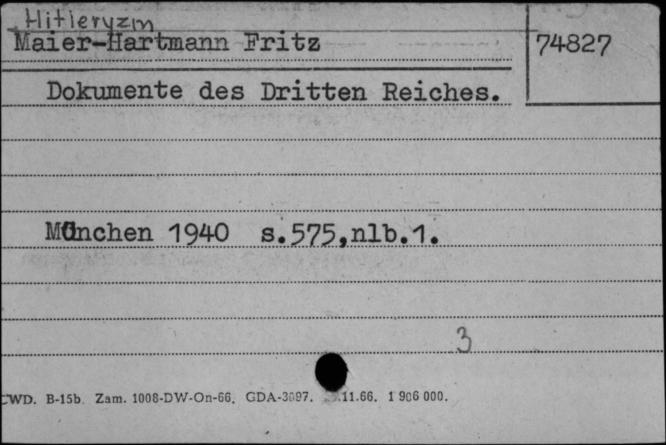 Hitleryzm
Maier-Hartmann Fritz
74827
Dokumente des Dritten Reiches.
München 1940 s.575,nlb.1.
3
CWD. B-15b. Zam. 1008-DW-On-66. GDA-3097. .11.66. 1 906 000.